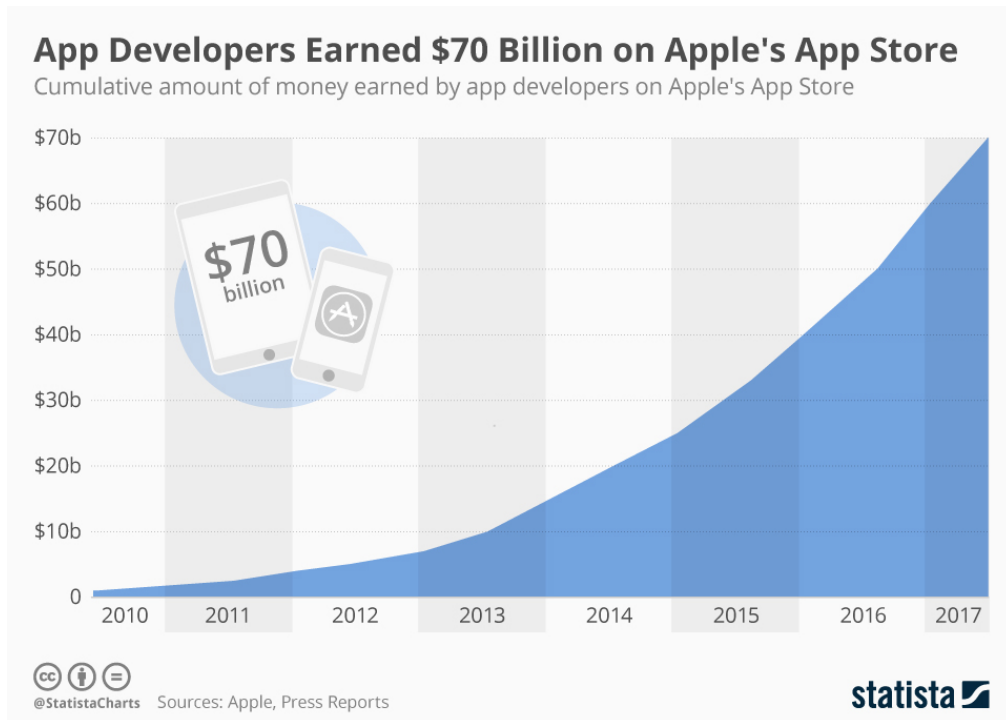 App Developers Earned $70 Billion on Apple's App Store
Cumulative amount of money earned by app developers on Apple's App Store
$70b
$60b
$50b
$40b
$30b
$20b
$10b
0
$70
billion
2010 2011 2012 2013 2014 2015 2016 2017
cc
@StatistaCharts Sources: Apple, Press Reports
statista